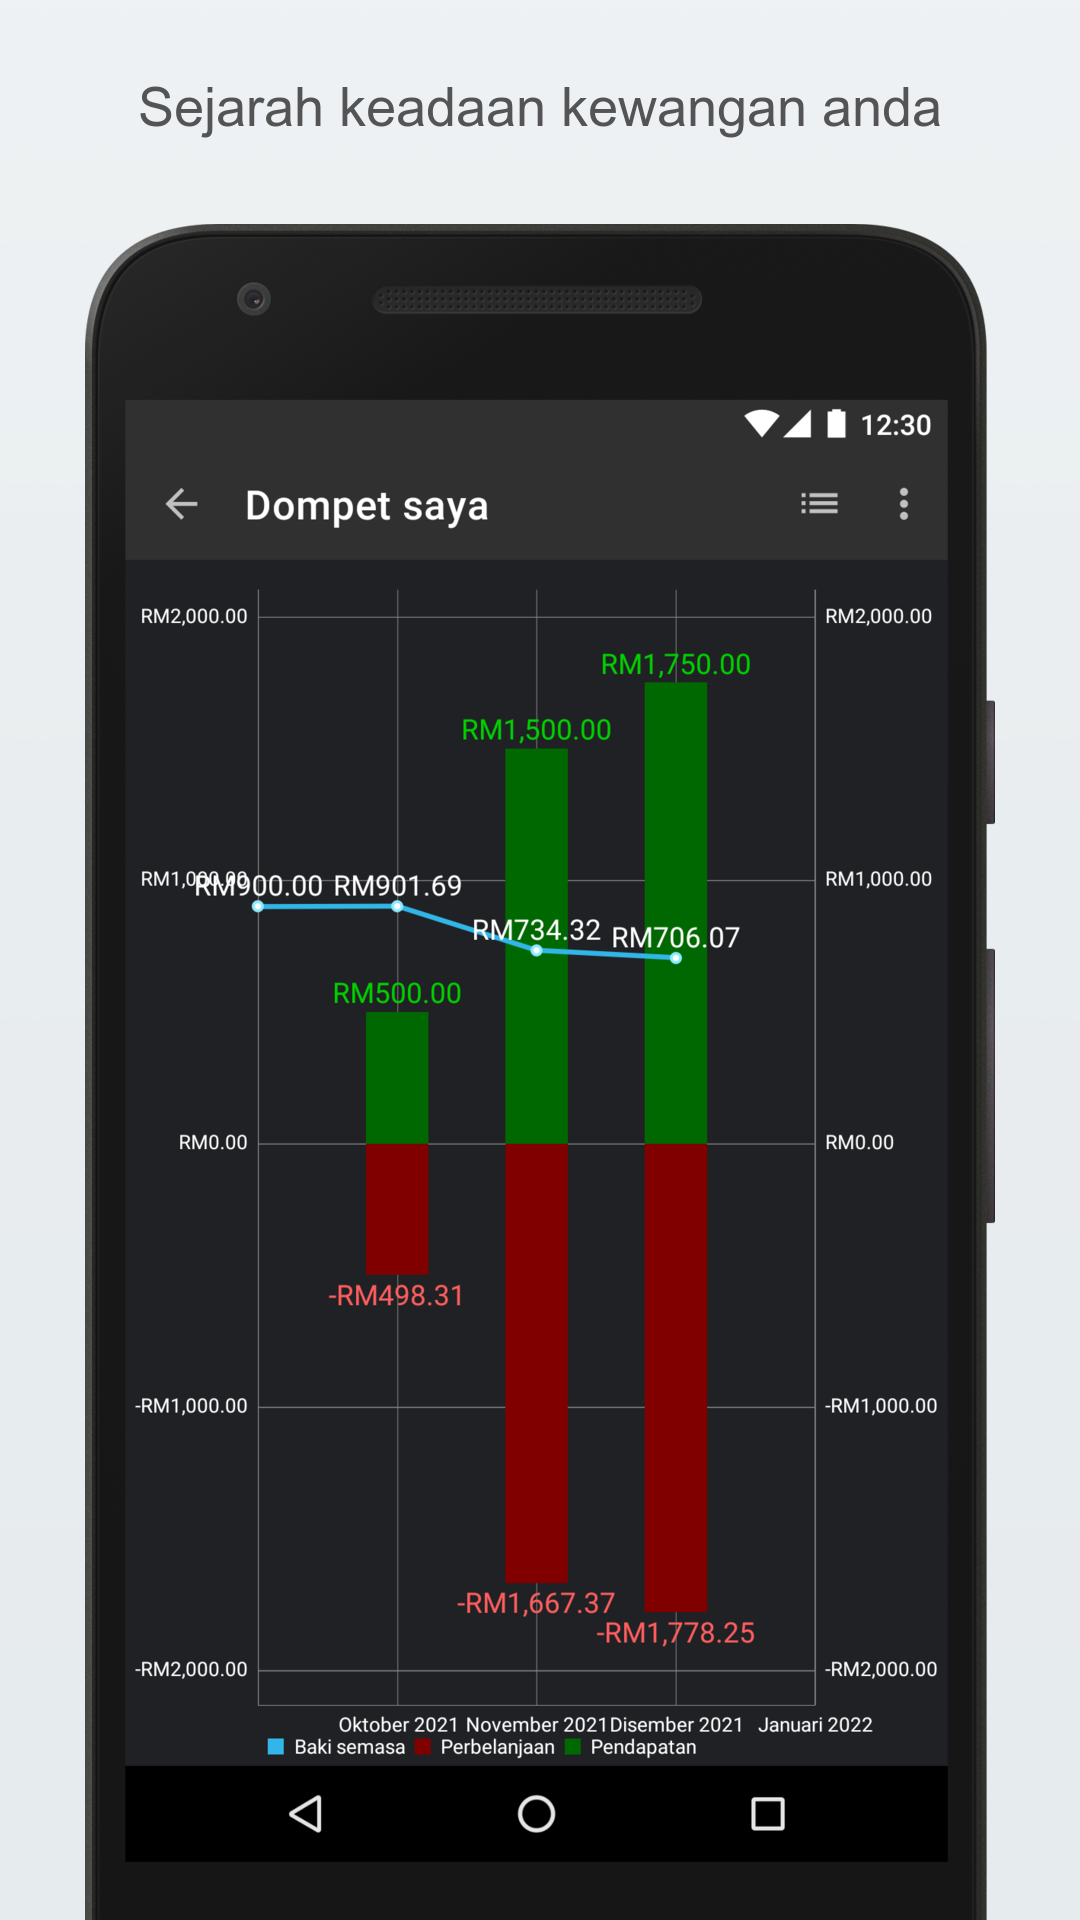 Sejarah keadaan kewangan anda
12:30
Dompet saya
RM2,000.00 RM2,000.00
RM1,750.00
RM1,500.00
RM1,000.00 RM900.00 RM901.69 RM1,000.00
RM734.32 RM706.07
RM500.00
RM0.00 RM0.00
-RM498.31
-RM1,000.00 -RM1,000.00
-RM1,667.37
-RM1,778.25
-RM2,000.00 -RM2,000.00
Oktober 2021 November 2021 Disember 2021 Januari 2022
Baki semasa Perbelanjaan Pendapatan